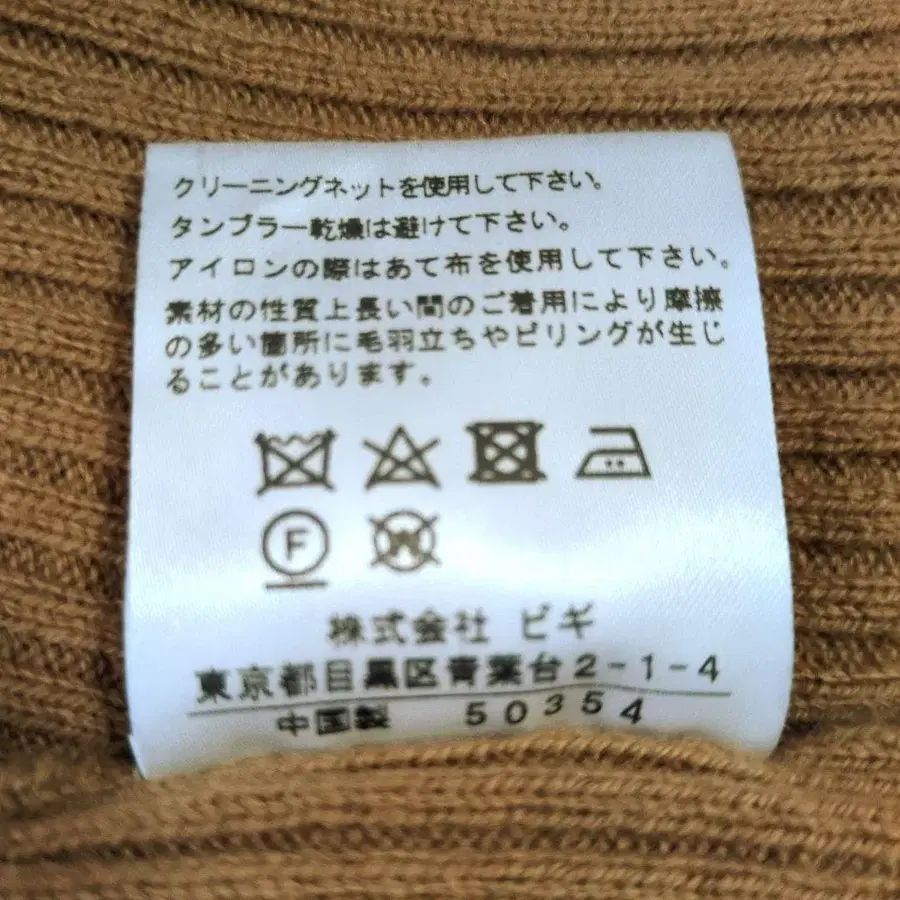 クリーニングネットを使用して下さい。
タンブラー乾燥は避けて下さい。
アイロンの際はあて布を使用して下さい。
素材の性質上長い間のご着用により摩擦
の多い箇所に毛羽立ちやピリングが生じ
ることがあります。
F
W
株式会社 ビギ
東京都目黒区青葉台2-1-4
中国製 50354